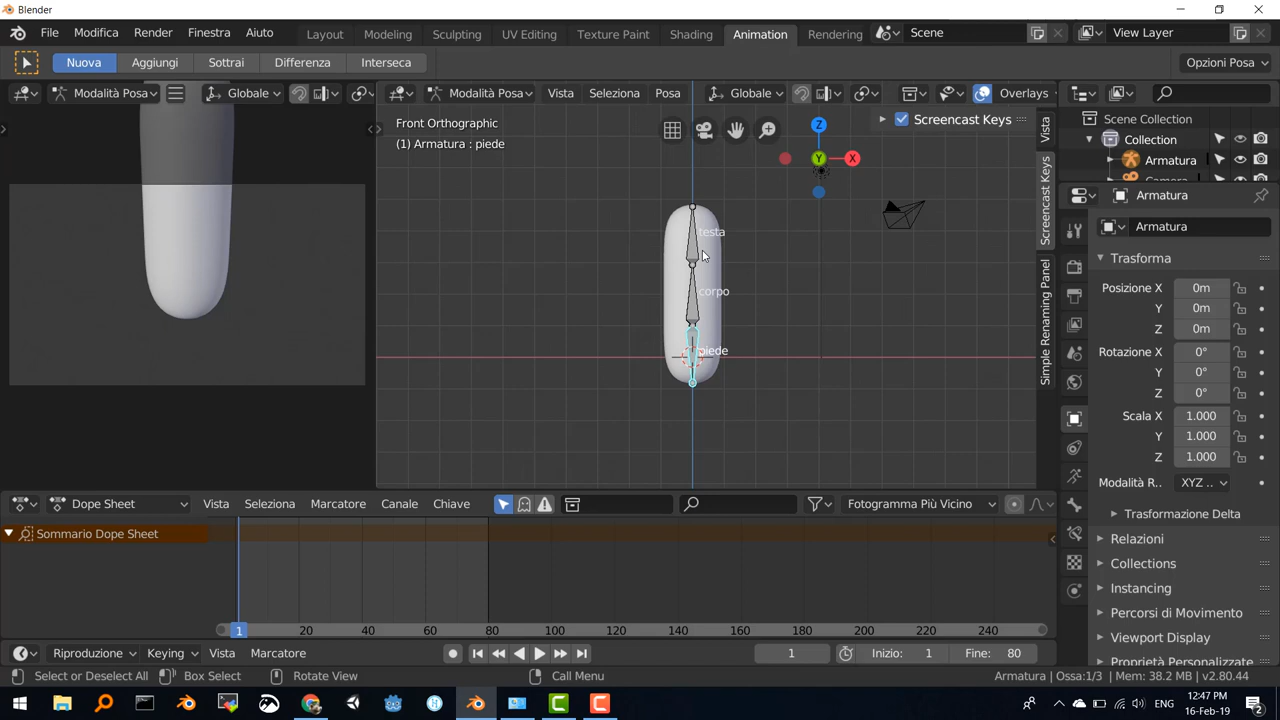 Blender
File Modifica Render Finestra Aiuto Layout Modeling Sculpting UV Editing Texture Paint Shading Animation Rendering Scene View Layer
Nuova Aggiungi Sottrai Differenza Interseca Opzioni Posa
Modalità Posa Globale Modalità Posa Vista Seleziona Posa Globale Overlays
Front Orthographic
(1) Armatura : piede
Screencast Keys
Z
Y
X
testa
corpo
piede
Vista
Screencast Keys
Simple Renaming Panel
Scene Collection
Collection
Armatura
Camera
Armatura
Armatura
Trasforma
Posizione X 0m
Y 0m
Z 0m
Rotazione X 0°
Y 0°
Z 0°
Scala X 1.000
Y 1.000
Z 1.000
Modalità R.. XYZ ..
Trasformazione Delta
Relazioni
Collections
Instancing
Percorsi di Movimento
Viewport Display
Proprietà Personalizzate
Dope Sheet Vista Seleziona Marcatore Canale Chiave Fotogramma Più Vicino
Sommario Dope Sheet
1 20 40 60 80 100 120 140 160 180 200 220 240
Riproduzione Keying Vista Marcatore 1 Inizio: 1 Fine: 80
Select or Deselect All Box Select Rotate View Call Menu Armatura | Ossa:1/3 | Mem: 38.2 MB | v2.80.44
ENG 12:47 PM
16-Feb-19
2